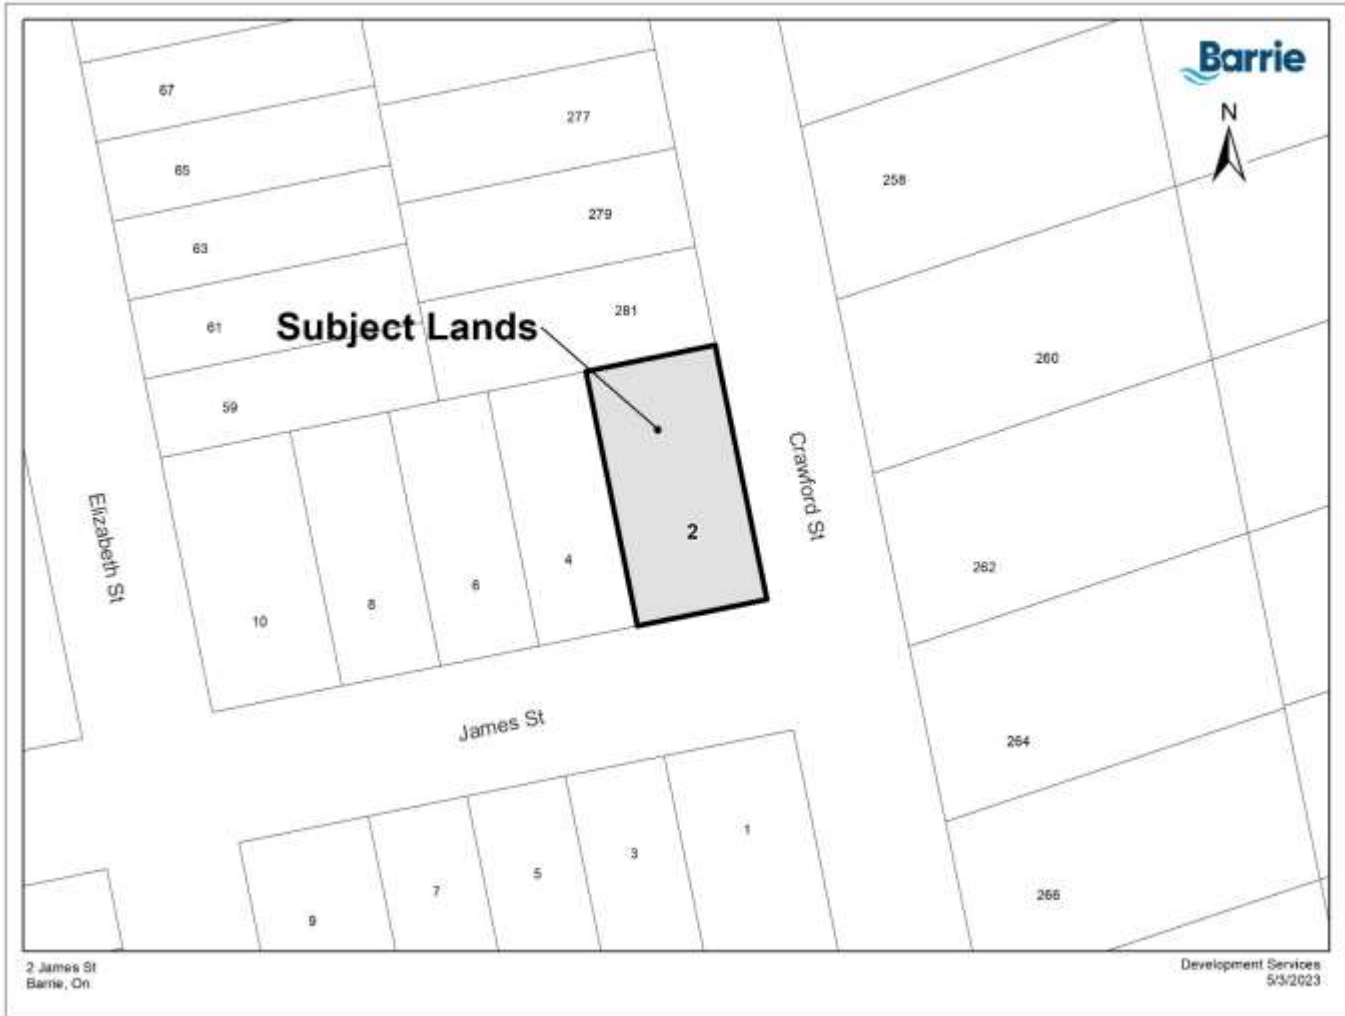 Barrie
N
67
277
65
258
279
63
281
61
Subject Lands
260
59
Crawford St
Elizabeth St
2
4
262
6
8
10
James St
264
1
3
5
7
9
266
2 James St
Barrie, On
Development Services
5/3/2023